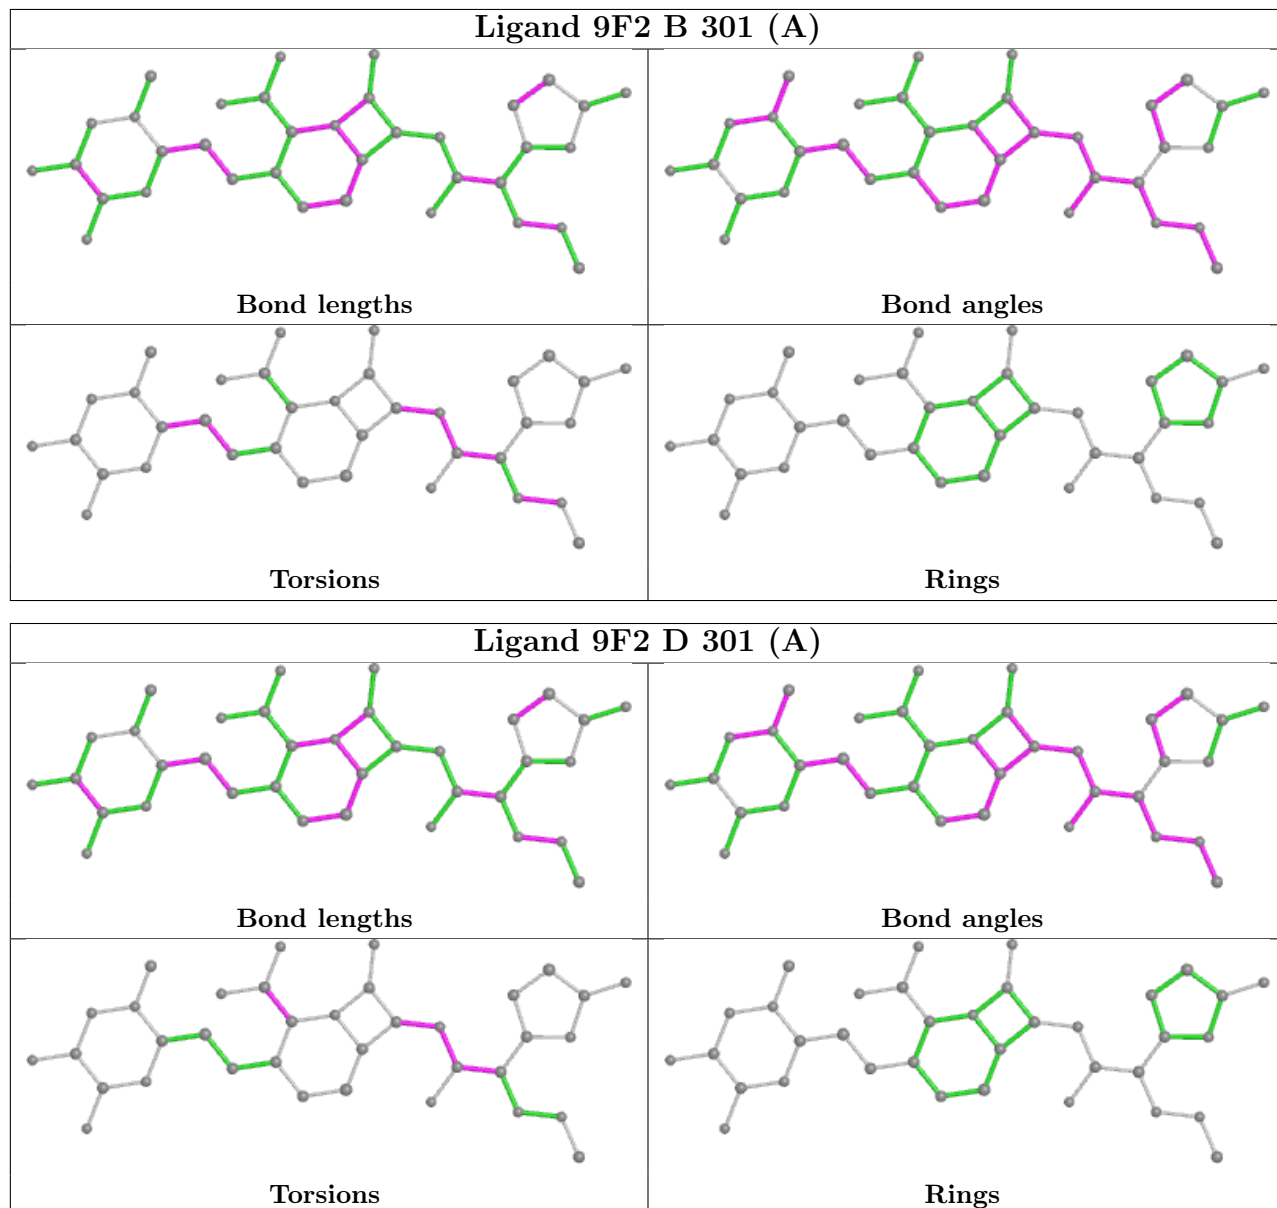 Ligand 9F2 B 301 (A)
Bond lengths
Bond angles
Torsions
Rings
Ligand 9F2 D 301 (A)
Bond lengths
Bond angles
Torsions
Rings